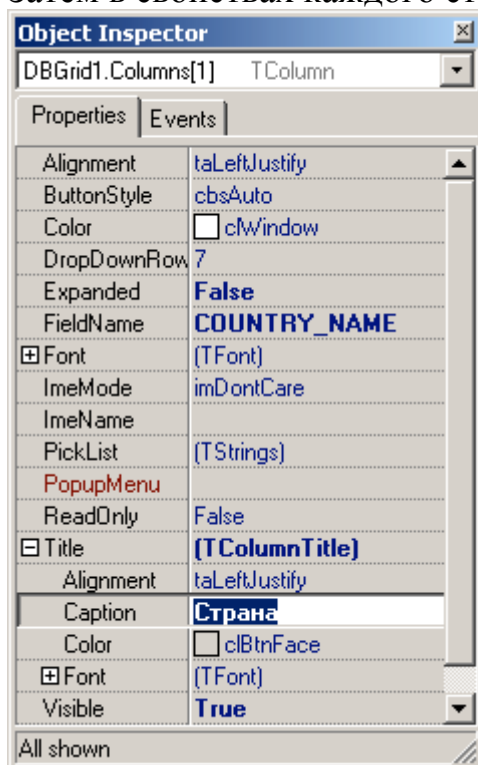 Object Inspector
DBGrid1.Columns[1] TColumn
Properties Events
Alignment taLeftJustify
ButtonStyle cbsAuto
Color clWindow
DropDownRow 7
Expanded False
FieldName COUNTRY_NAME
Font (TFont)
ImeMode imDontCare
ImeName
PickList (TStrings)
PopupMenu
ReadOnly False
Title (TColumnTitle)
Alignment taLeftJustify
Caption Страна
Color clBtnFace
Font (TFont)
Visible True
All shown